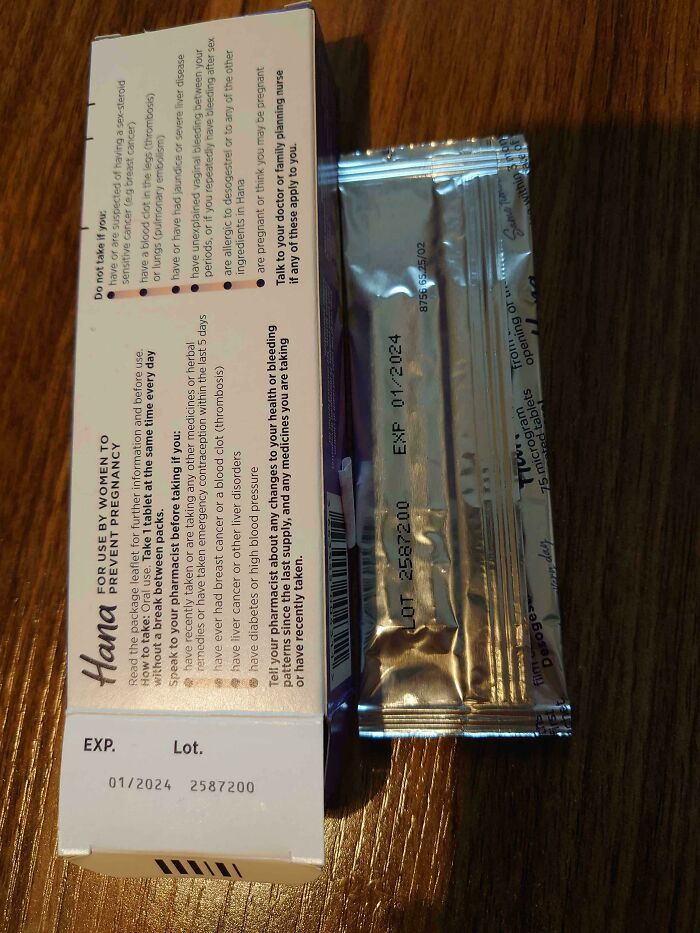 Hana FOR USE BY WOMEN TO
PREVENT PREGNANCY
Read the package leaflet for further information and before use.
How to take: Oral use. Take 1 tablet at the same time every day
without a break between packs.
Speak to your pharmacist before taking if you:
have recently taken or are taking any other medicines or herbal
remedies or have taken emergency contraception within the last 5 days
have ever had breast cancer or a blood clot (thrombosis)
have liver cancer or other liver disorders
have diabetes or high blood pressure
Tell your pharmacist about any changes to your health or bleeding
patterns since the last supply, and any medicines you are taking
or have recently taken.
Do not take if you:
have or are suspected of having a sex-steroid
sensitive cancer (e.g breast cancer)
have a blood clot in the legs (thrombosis)
or lungs (pulmonary embolism)
have or have had jaundice or severe liver disease
have unexplained vaginal bleeding between your
periods, or if you repeatedly have bleeding after sex
are allergic to desogestrel or to any of the other
ingredients in Hana
are pregnant or think you may be pregnant
Talk to your doctor or family planning nurse
if any of these apply to you.
EXP. Lot.
01/2024 2587200
LOT 2587200 EXP 01/2024
8756.65.25/02
75 microgram
tablets
from
opening of
day